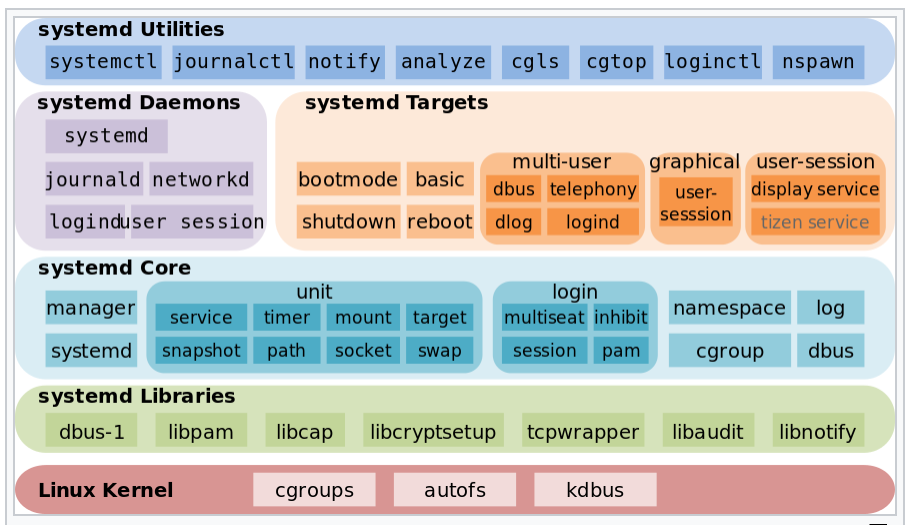 systemd Utilities
systemctl journalctl notify analyze cgls cgtop loginctl nspawn
systemd Daemons
systemd
journald networkd
logind user session
systemd Targets
bootmode basic
shutdown reboot
multi-user
dbus telephony
dlog logind
graphical
user-
sesssion
user-session
display service
tizen service
systemd Core
manager
systemd
unit
service timer mount target
snapshot path socket swap
login
multiseat inhibit
session pam
namespace log
cgroup dbus
systemd Libraries
dbus-1 libpam libcap libcryptsetup tcpwrapper libaudit libnotify
Linux Kernel cgroups autofs kdbus